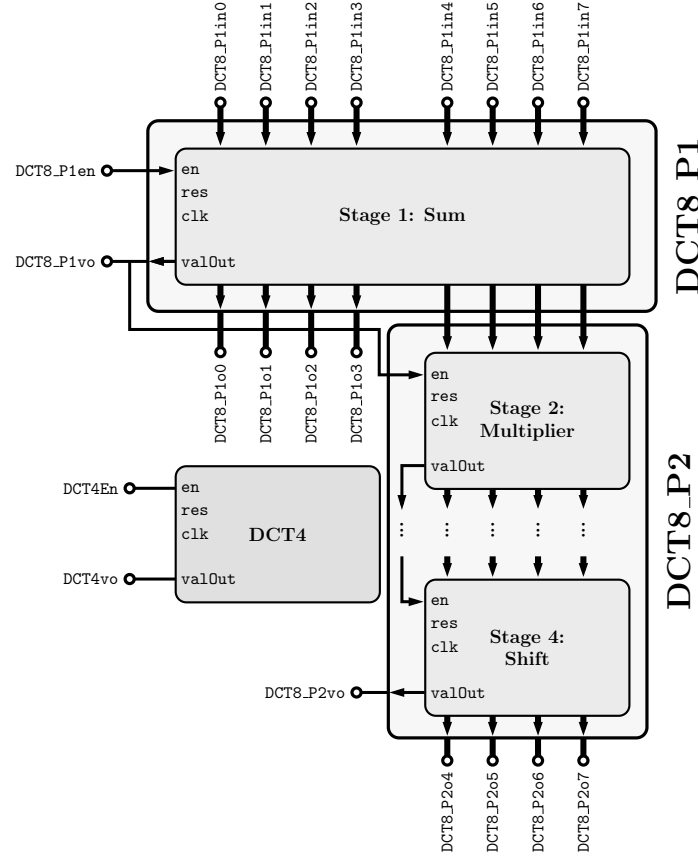 DCT8_P1in0
DCT8_P1in1
DCT8_P1in2
DCT8_P1in3
DCT8_P1in4
DCT8_P1in5
DCT8_P1in6
DCT8_P1in7
DCT8_P1
DCT8_P1en
en
res
clk
Stage 1: Sum
DCT8_P1vo
valOut
DCT8_P1o0
DCT8_P1o1
DCT8_P1o2
DCT8_P1o3
en
res
clk
Stage 2:
Multiplier
valOut
DCT8_P2
DCT4En
en
res
clk
DCT4
DCT4vo
valOut
...
...
...
...
...
en
res
clk
Stage 4:
Shift
DCT8_P2vo
valOut
DCT8_P2o4
DCT8_P2o5
DCT8_P2o6
DCT8_P2o7